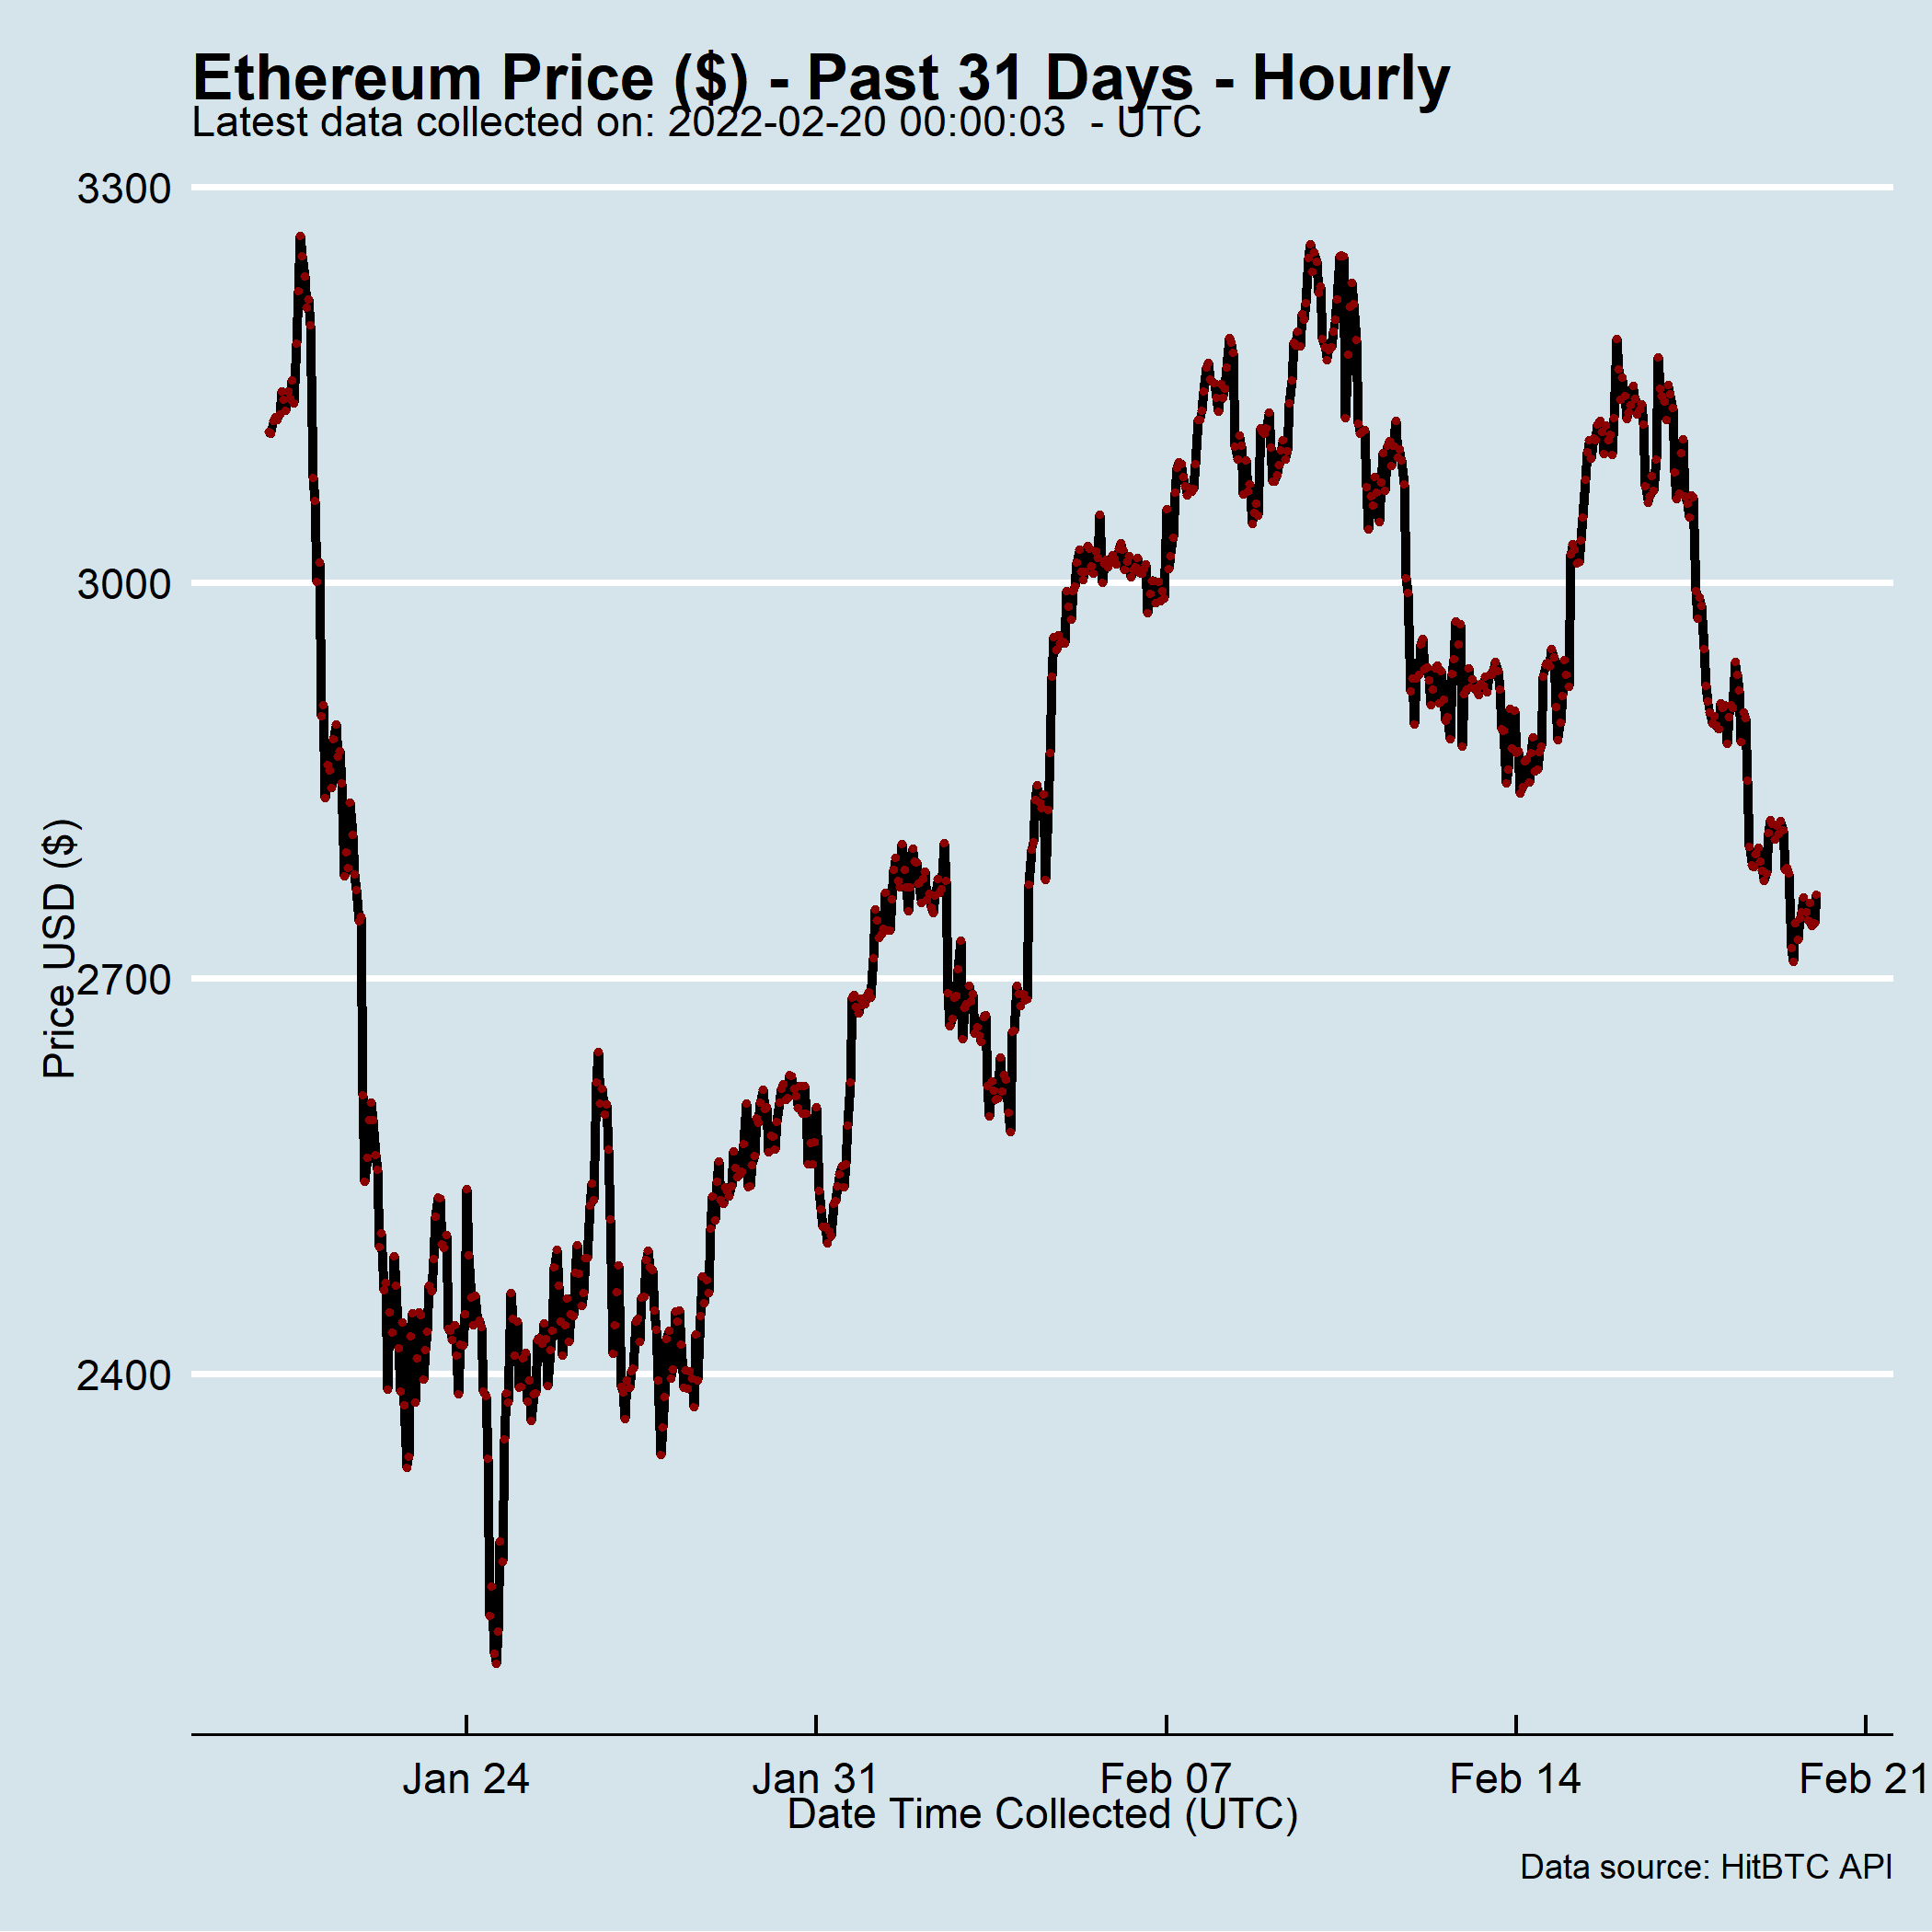 Ethereum Price ($) - Past 31 Days - Hourly
Latest data collected on: 2022-02-20 00:00:03  - UTC
3300
3000
2700
2400
Price USD ($)
Jan 24
Jan 31
Feb 07
Feb 14
Feb 21
Date Time Collected (UTC)
Data source: HitBTC API